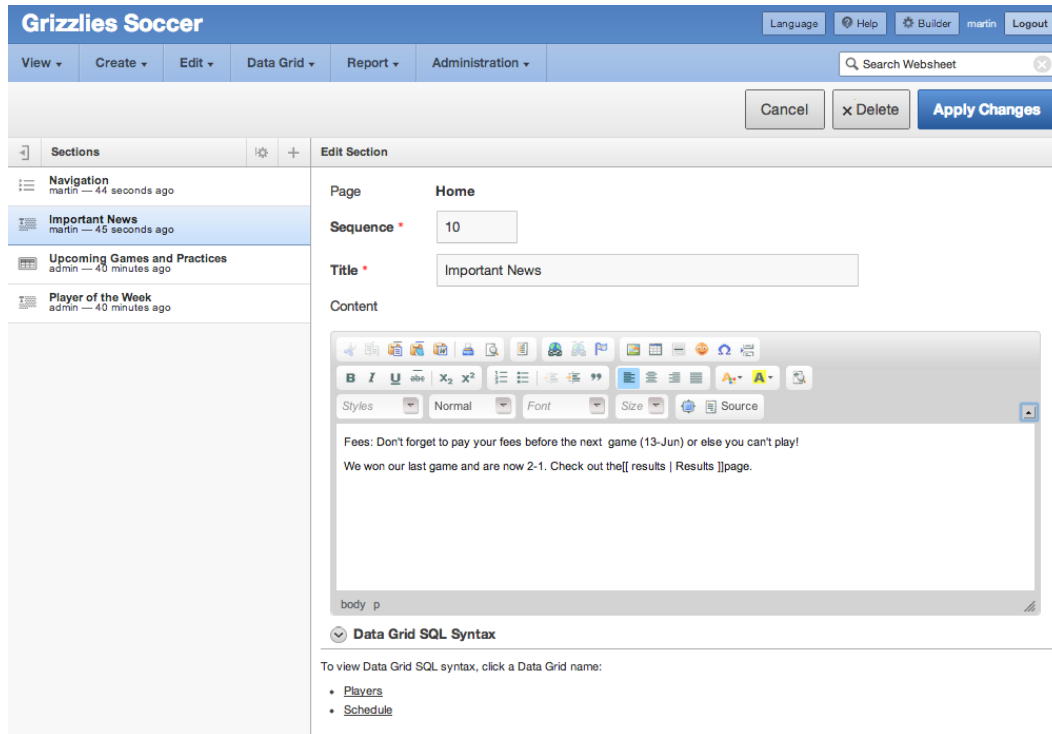 Grizzlies Soccer
Language Help Builder martin Logout
View Create Edit Data Grid Report Administration
Search Websheet
Cancel Delete Apply Changes
Sections
Edit Section
Navigation
martin — 44 seconds ago
Important News
martin — 45 seconds ago
Upcoming Games and Practices
admin — 40 minutes ago
Player of the Week
admin — 40 minutes ago
Page Home
Sequence * 10
Title * Important News
Content
B I U abc X₂ X²
Styles Normal Font Size Source
Fees: Don't forget to pay your fees before the next  game (13-Jun) or else you can't play!
We won our last game and are now 2-1. Check out the[[ results | Results ]]page.
body p
Data Grid SQL Syntax
To view Data Grid SQL syntax, click a Data Grid name:
• Players
• Schedule